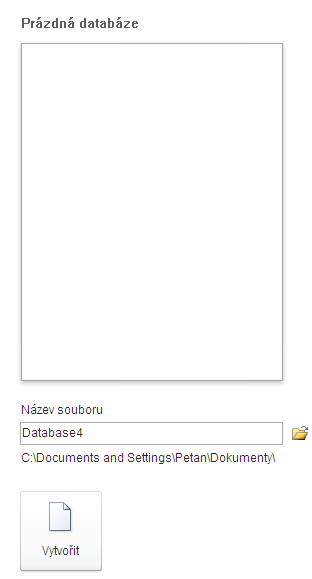 Prázdná databáze
Název souboru
Database4
C:\Documents and Settings\Petan\Dokumenty\
Vytvořit